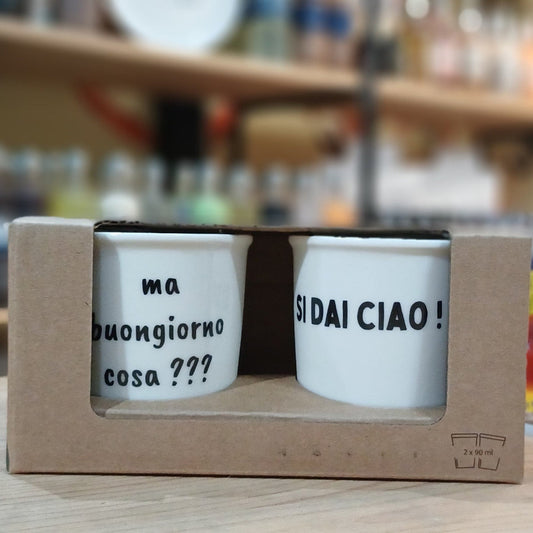 ma
buongiorno
cosa ???
SI DAI CIAO !
2 x 90 ml